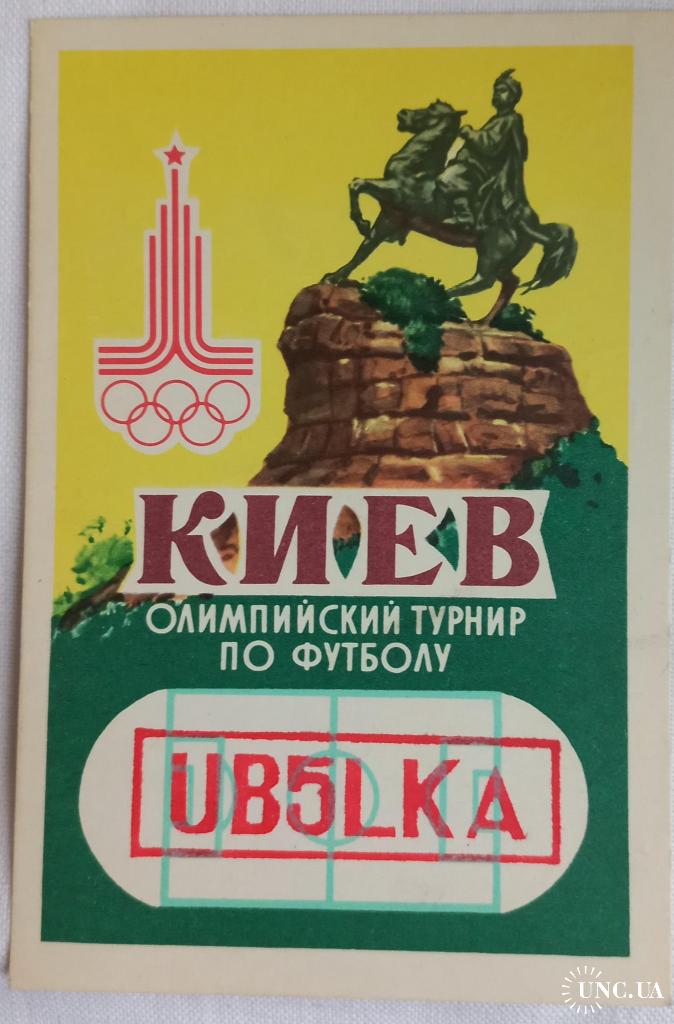 КИЕВ
ОЛИМПИЙСКИЙ ТУРНИР
ПО ФУТБОЛУ
UB5LKA
UNC.UA